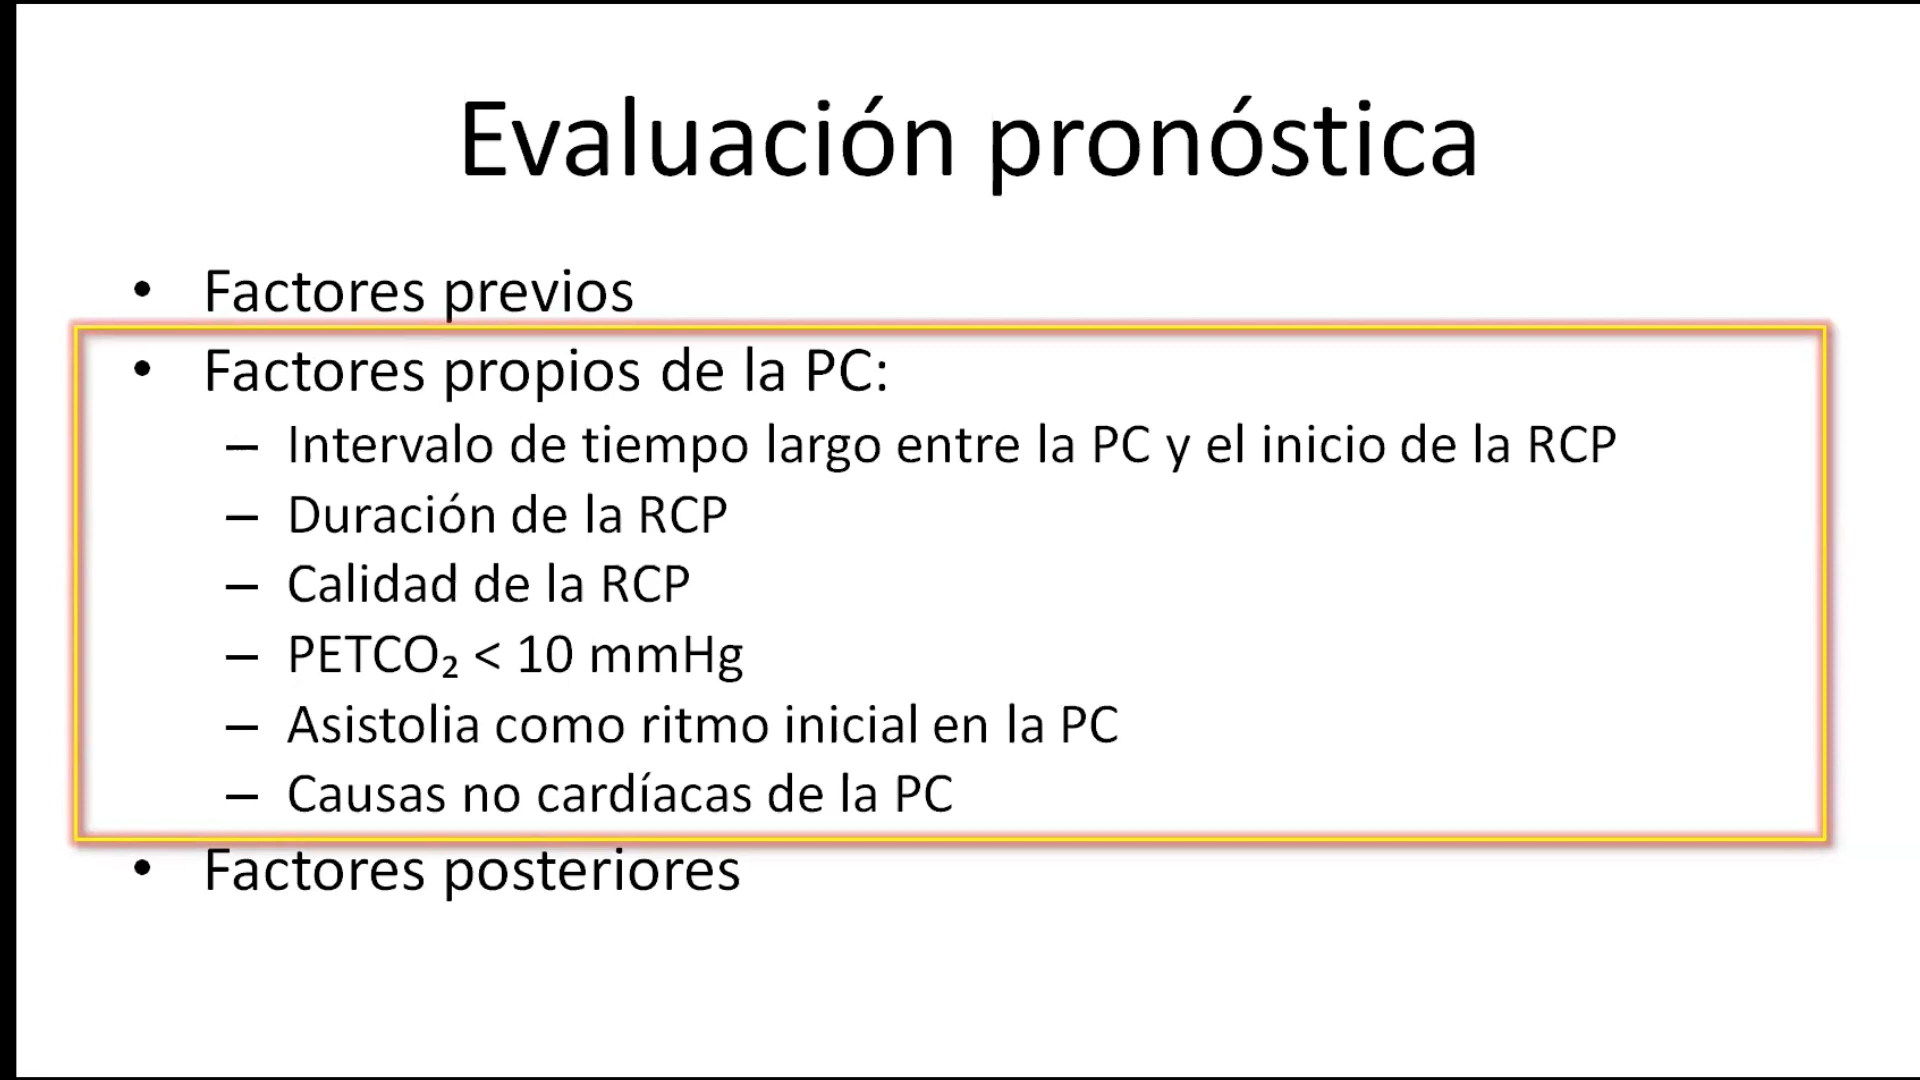 Evaluación pronóstica
• Factores previos
• Factores propios de la PC:
– Intervalo de tiempo largo entre la PC y el inicio de la RCP
– Duración de la RCP
– Calidad de la RCP
– PETCO₂ < 10 mmHg
– Asistolia como ritmo inicial en la PC
– Causas no cardíacas de la PC
• Factores posteriores